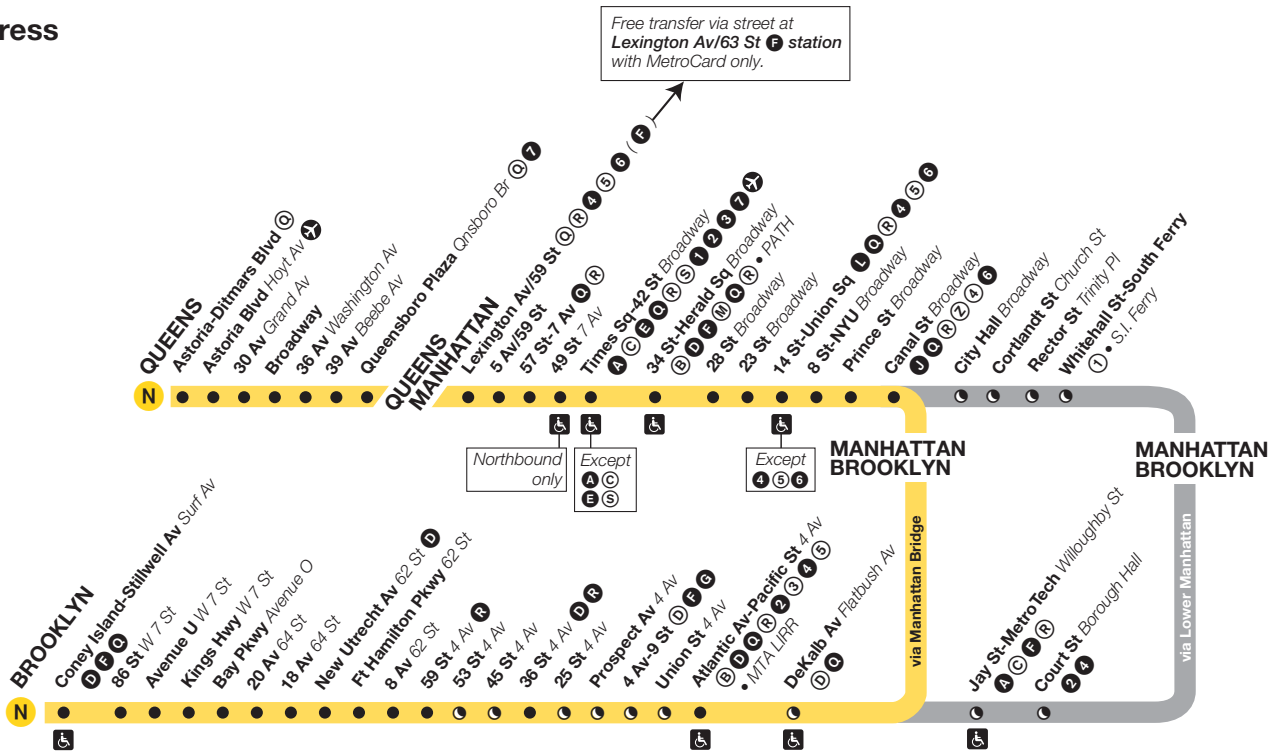 ress
Free transfer via street at
Lexington Av/63 St F station
with MetroCard only.
QUEENS
Astoria-Ditmars Blvd Q
Astoria Blvd Hoyt Av
30 Av Grand Av
Broadway
36 Av Washington Av
39 Av Beebe Av
Queensboro Plaza Qnsboro Br Q 7
QUEENS
MANHATTAN
Lexington Av/59 St Q R 4 5 6 (F)
5 Av/59 St
57 St-7 Av Q R
49 St 7 Av
Times Sq-42 St Broadway
A C E Q R S 1 2 3 7
34 St-Herald Sq Broadway
B D F M Q R • PATH
28 St Broadway
23 St Broadway
14 St-Union Sq L Q R 4 5 6
8 St-NYU Broadway
Prince St Broadway
Canal St Broadway
J Q R Z 4 6
City Hall Broadway
Cortlandt St Church St
Rector St Trinity Pl
Whitehall St-South Ferry
1 • S.I. Ferry
N
Northbound
only
Except
A C
E S
Except
4 5 6
MANHATTAN
BROOKLYN
MANHATTAN
BROOKLYN
via Manhattan Bridge
via Lower Manhattan
BROOKLYN
Coney Island-Stillwell Av Surf Av
D F Q
86 St W 7 St
Avenue U W 7 St
Kings Hwy W 7 St
Bay Pkwy Avenue O
20 Av 64 St
18 Av 64 St
New Utrecht Av 62 St D
Ft Hamilton Pkwy 62 St
8 Av 62 St
59 St 4 Av R
53 St 4 Av
45 St 4 Av
36 St 4 Av D R
25 St 4 Av
Prospect Av 4 Av
4 Av-9 St D F G
Union St 4 Av
Atlantic Av-Pacific St 4 Av
B D Q R 2 3 4 5
• MTA LIRR
DeKalb Av Flatbush Av
D Q
Jay St-MetroTech Willoughby St
A C F R
Court St Borough Hall
2 4
N